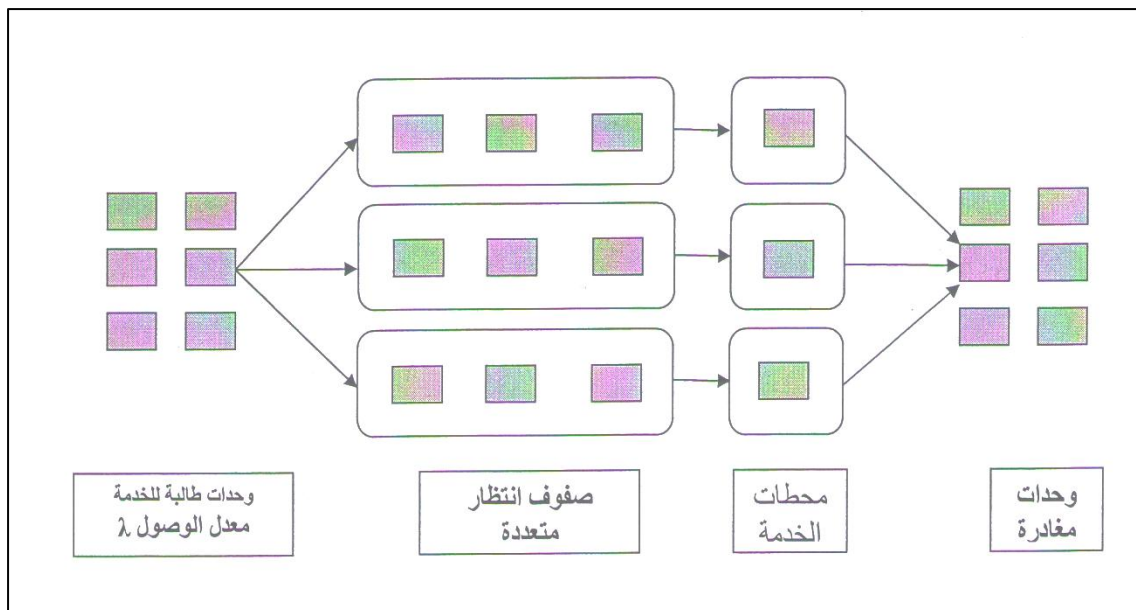 وحدات طالبة للخدمة
معدل الوصول λ
صفوف انتظار
متعددة
محطات
الخدمة
وحدات
مغادرة